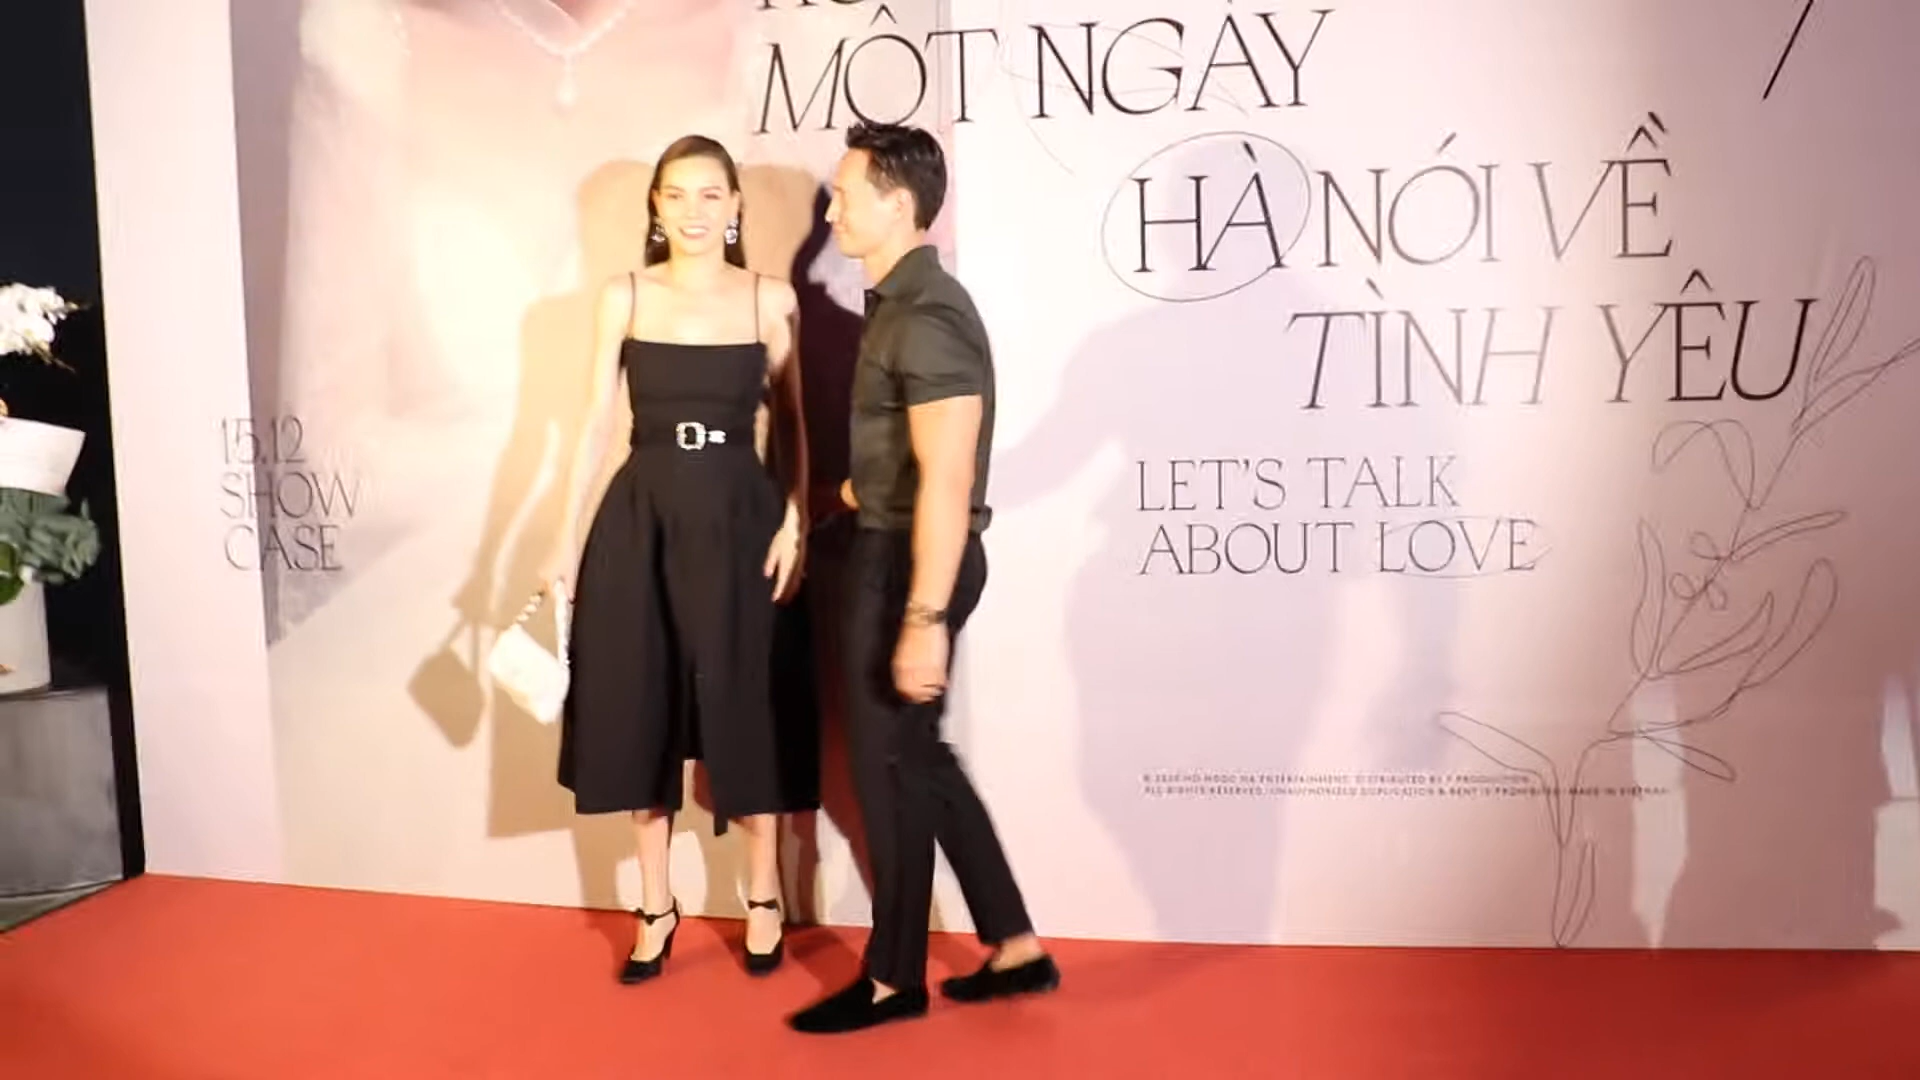 MỘT NGÀY
HÀ NÓI VỀ
TÌNH YÊU
15.12
SHOW
CASE
LET'S TALK
ABOUT LOVE